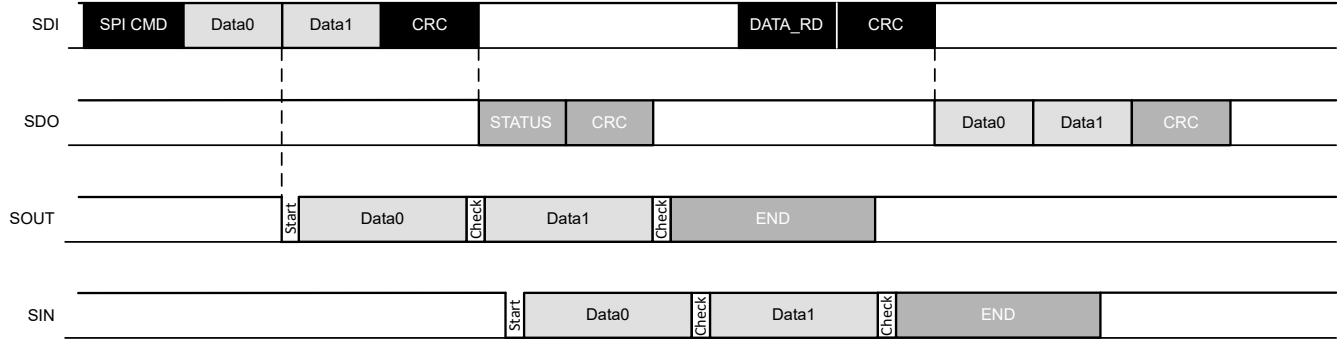 SDI SPI CMD Data0 Data1 CRC DATA_RD CRC
SDO STATUS CRC Data0 Data1 CRC
SOUT Start Data0 Check Data1 Check END
SIN Start Data0 Check Data1 Check END